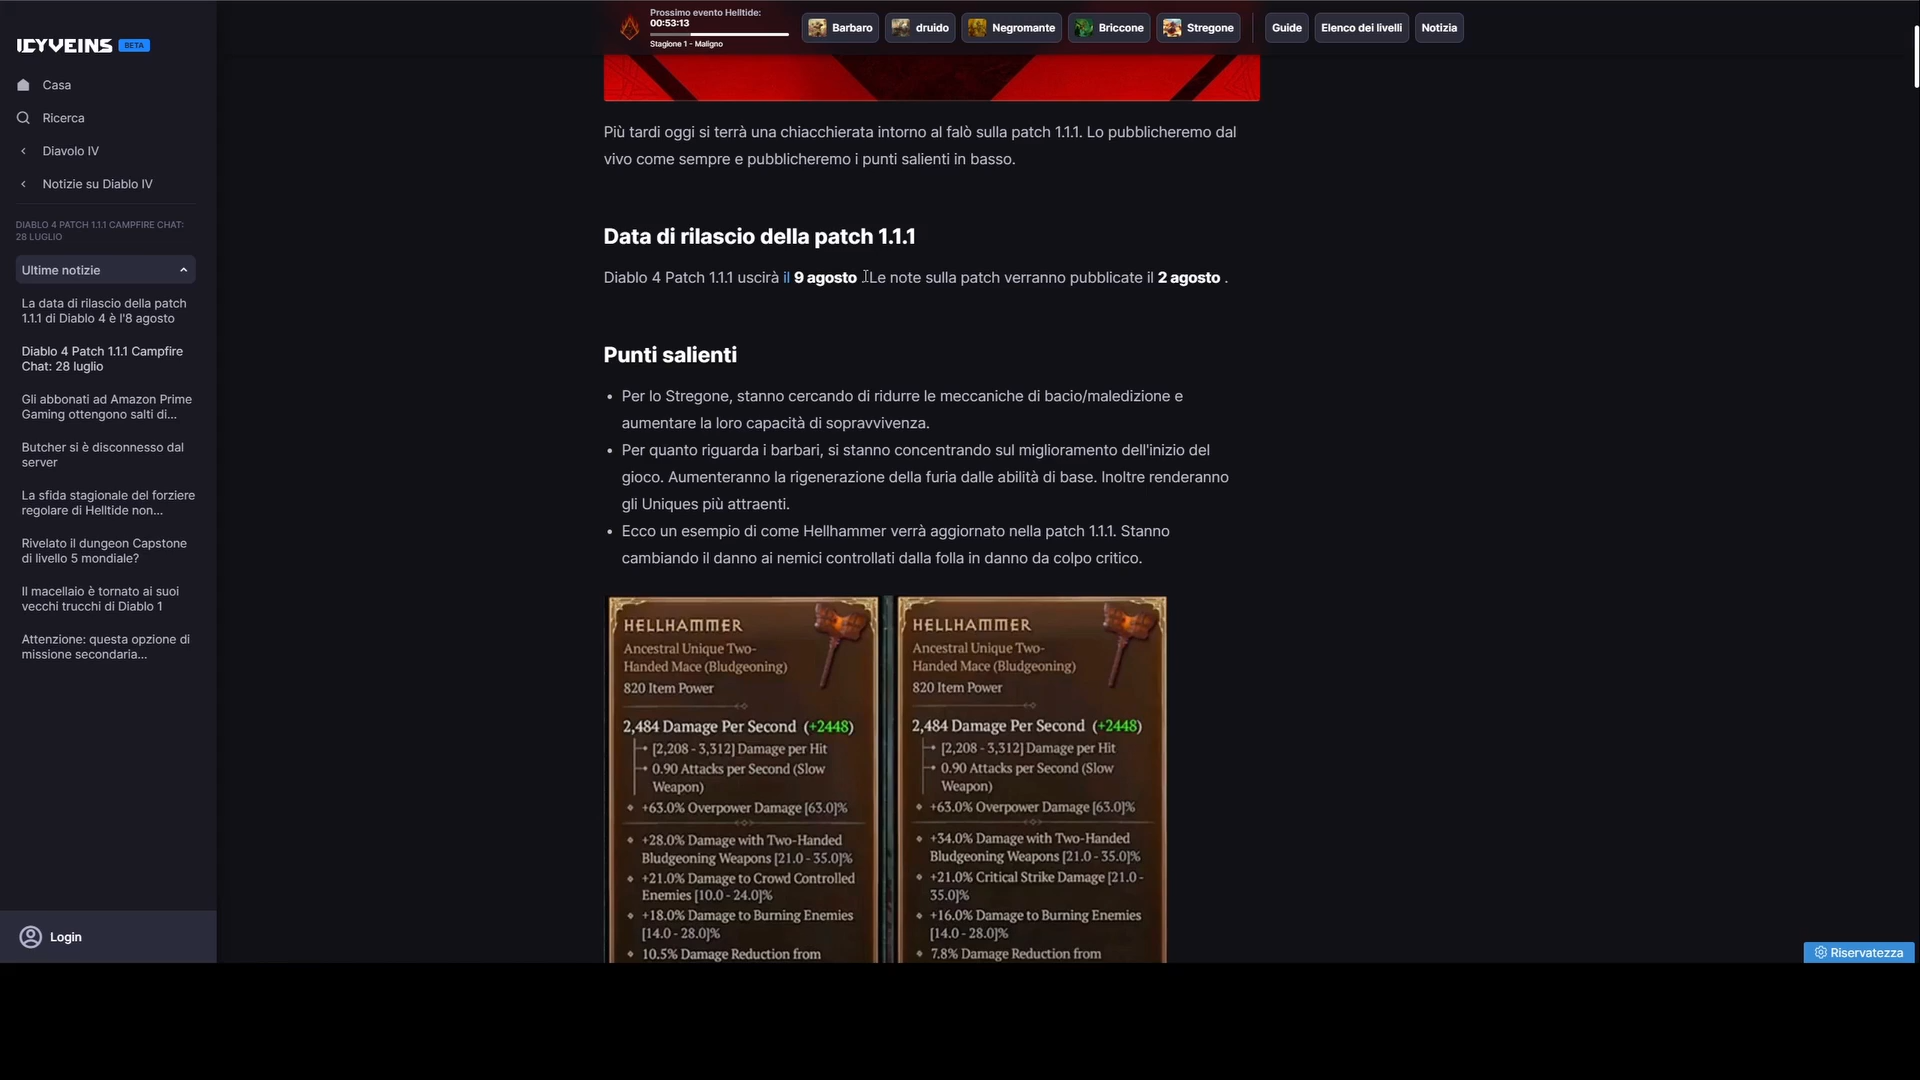 ICYVEINS BETA
Casa
Ricerca
Diavolo IV
Notizie su Diablo IV
DIABLO 4 PATCH 1.1.1 CAMPFIRE CHAT:
28 LUGLIO
Ultime notizie
La data di rilascio della patch
1.1.1 di Diablo 4 è l'8 agosto
Diablo 4 Patch 1.1.1 Campfire
Chat: 28 luglio
Gli abbonati ad Amazon Prime
Gaming ottengono salti di...
Butcher si è disconnesso dal
server
La sfida stagionale del forziere
regolare di Helltide non...
Rivelato il dungeon Capstone
di livello 5 mondiale?
Il macellaio è tornato ai suoi
vecchi trucchi di Diablo 1
Attenzione: questa opzione di
missione secondaria...
Login
Prossimo evento Helltide:
00:53:13
Stagione 1 - Maligno
Barbaro druido Negromante Briccone Stregone Guide Elenco dei livelli Notizia
Più tardi oggi si terrà una chiacchierata intorno al falò sulla patch 1.1.1. Lo pubblicheremo dal
vivo come sempre e pubblicheremo i punti salienti in basso.
Data di rilascio della patch 1.1.1
Diablo 4 Patch 1.1.1 uscirà il 9 agosto . Le note sulla patch verranno pubblicate il 2 agosto .
Punti salienti
• Per lo Stregone, stanno cercando di ridurre le meccaniche di bacio/maledizione e
aumentare la loro capacità di sopravvivenza.
• Per quanto riguarda i barbari, si stanno concentrando sul miglioramento dell'inizio del
gioco. Aumenteranno la rigenerazione della furia dalle abilità di base. Inoltre renderanno
gli Uniques più attraenti.
• Ecco un esempio di come Hellhammer verrà aggiornato nella patch 1.1.1. Stanno
cambiando il danno ai nemici controllati dalla folla in danno da colpo critico.
HELLHAMMER
Ancestral Unique Two-
Handed Mace (Bludgeoning)
820 Item Power
2,484 Damage Per Second (+2448)
[2,208 - 3,312] Damage per Hit
0.90 Attacks per Second (Slow
Weapon)
+63.0% Overpower Damage [63.0]%
+28.0% Damage with Two-Handed
Bludgeoning Weapons [21.0 - 35.0]%
+21.0% Damage to Crowd Controlled
Enemies [10.0 - 24.0]%
+18.0% Damage to Burning Enemies
[14.0 - 28.0]%
10.5% Damage Reduction from
HELLHAMMER
Ancestral Unique Two-
Handed Mace (Bludgeoning)
820 Item Power
2,484 Damage Per Second (+2448)
[2,208 - 3,312] Damage per Hit
0.90 Attacks per Second (Slow
Weapon)
+63.0% Overpower Damage [63.0]%
+34.0% Damage with Two-Handed
Bludgeoning Weapons [21.0 - 35.0]%
+21.0% Critical Strike Damage [21.0 -
35.0]%
+16.0% Damage to Burning Enemies
[14.0 - 28.0]%
7.8% Damage Reduction from
Riservatezza